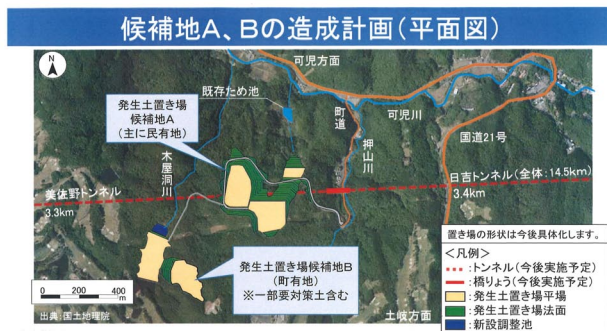 候補地A、Bの造成計画(平面図)
N
可児方面
既存ため池
発生土置き場
候補地A
(主に民有地)
町道
押山川
可児川
国道21号
木屋洞川
美佐野トンネル
3.3km
日吉トンネル(全体:14.5km)
3.4km
置き場の形状は今後具体化します。
<凡例>
:トンネル(今後実施予定)
:橋りょう(今後実施予定)
:発生土置き場平場
:発生土置き場法面
:新設調整池
発生土置き場候補地B
(町有地)
※一部要対策土含む
0 200 400 m
出典:国土地理院
土岐方面